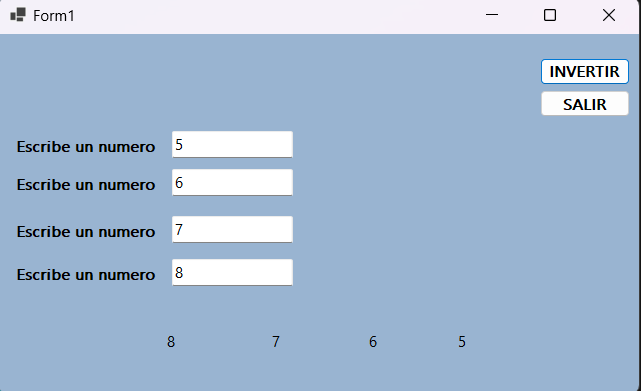 Form1
INVERTIR
SALIR
Escribe un numero 5
Escribe un numero 6
Escribe un numero 7
Escribe un numero 8
8 7 6 5